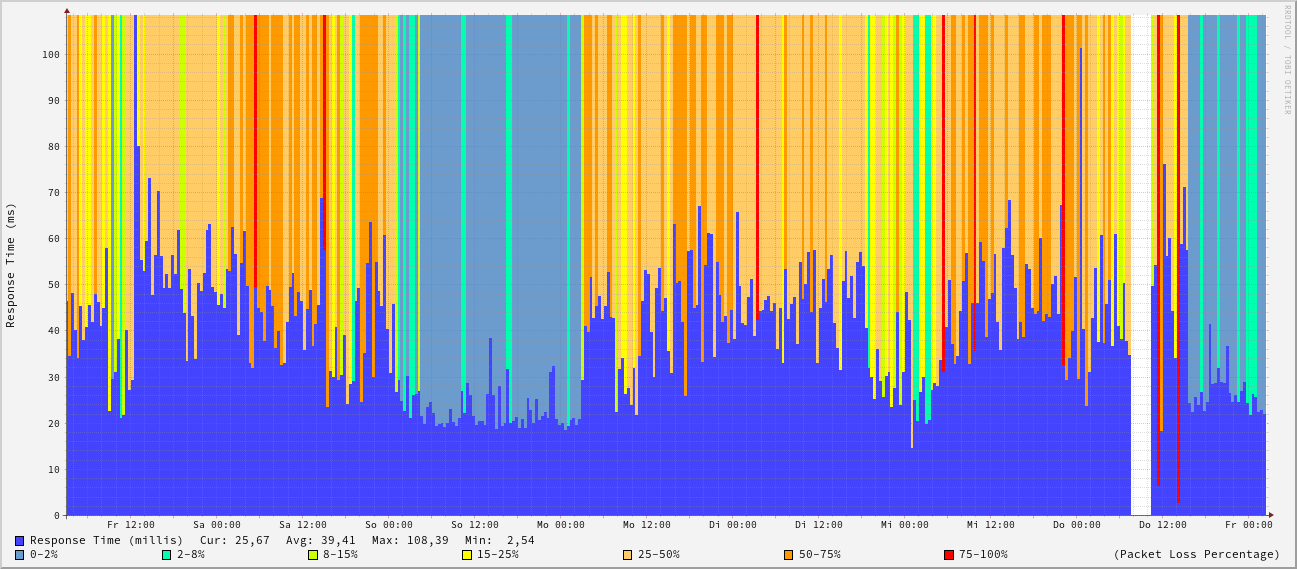 RRDTOOL / TOBI OETIKER
Response Time (ms)
100
90
80
70
60
50
40
30
20
10
0
Fr 12:00 Sa 00:00 Sa 12:00 So 00:00 So 12:00 Mo 00:00 Mo 12:00 Di 00:00 Di 12:00 Mi 00:00 Mi 12:00 Do 00:00 Do 12:00 Fr 00:00
Response Time (millis) Cur: 25,67 Avg: 39,41 Max: 108,39 Min: 2,54
0-2% 2-8% 8-15% 15-25% 25-50% 50-75% 75-100% (Packet Loss Percentage)